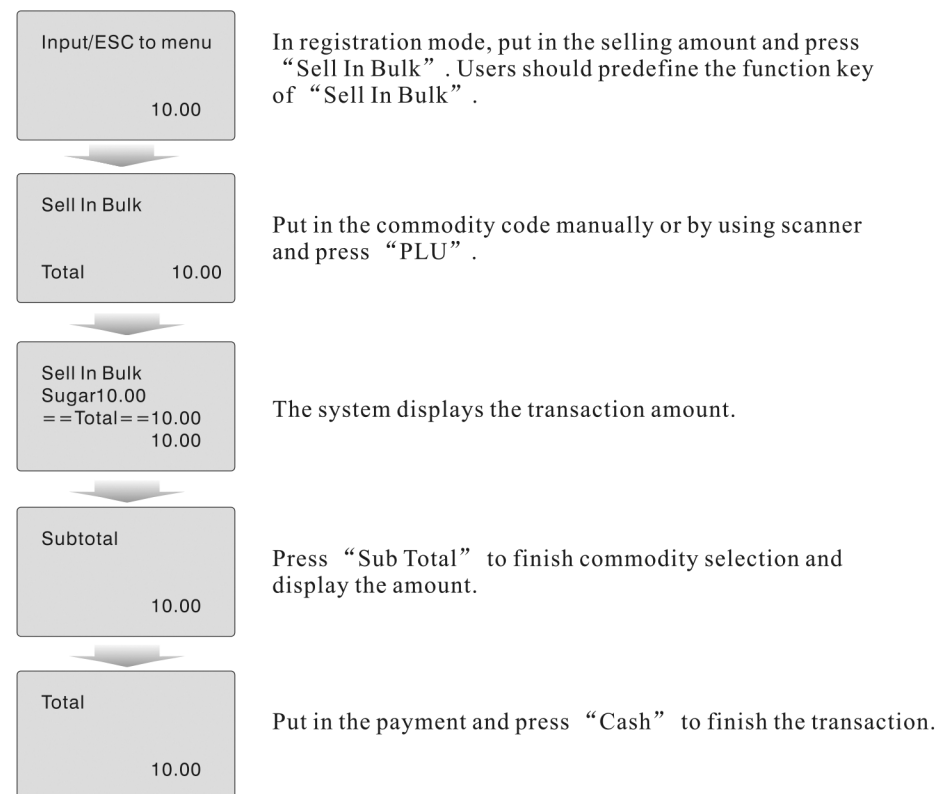 Input/ESC to menu
10.00
In registration mode, put in the selling amount and press
“Sell In Bulk”. Users should predefine the function key
of “Sell In Bulk”.
Sell In Bulk
Total 10.00
Put in the commodity code manually or by using scanner
and press “PLU”.
Sell In Bulk
Sugar10.00
==Total==10.00
10.00
The system displays the transaction amount.
Subtotal
10.00
Press “Sub Total” to finish commodity selection and
display the amount.
Total
10.00
Put in the payment and press “Cash” to finish the transaction.